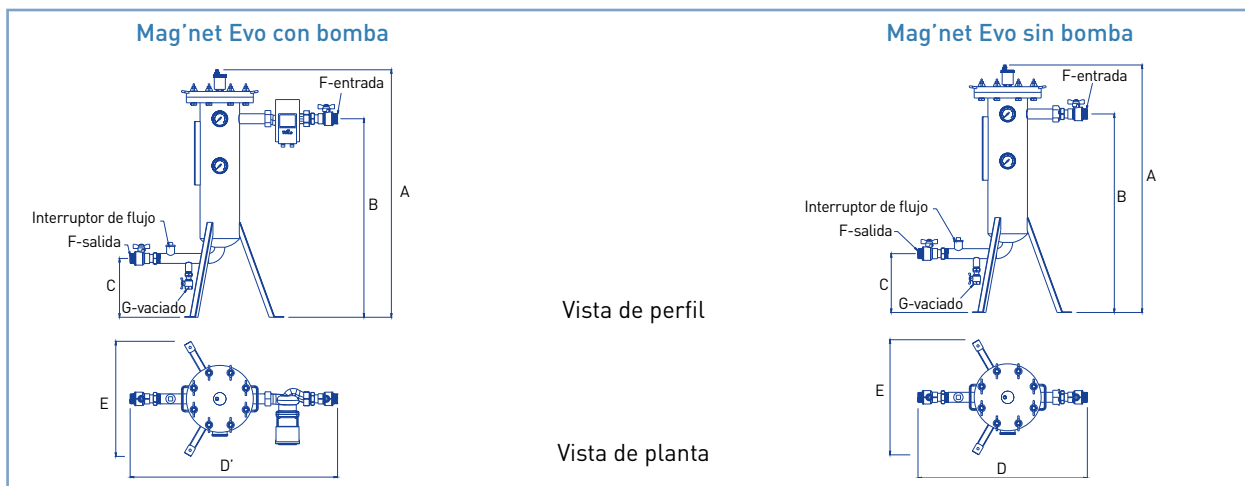 Mag'net Evo con bomba
Mag'net Evo sin bomba
F-entrada
A
B
Interruptor de flujo
F-salida
C
G-vaciado
F-entrada
A
B
Interruptor de flujo
F-salida
C
G-vaciado
Vista de perfil
E
D'
E
D
Vista de planta